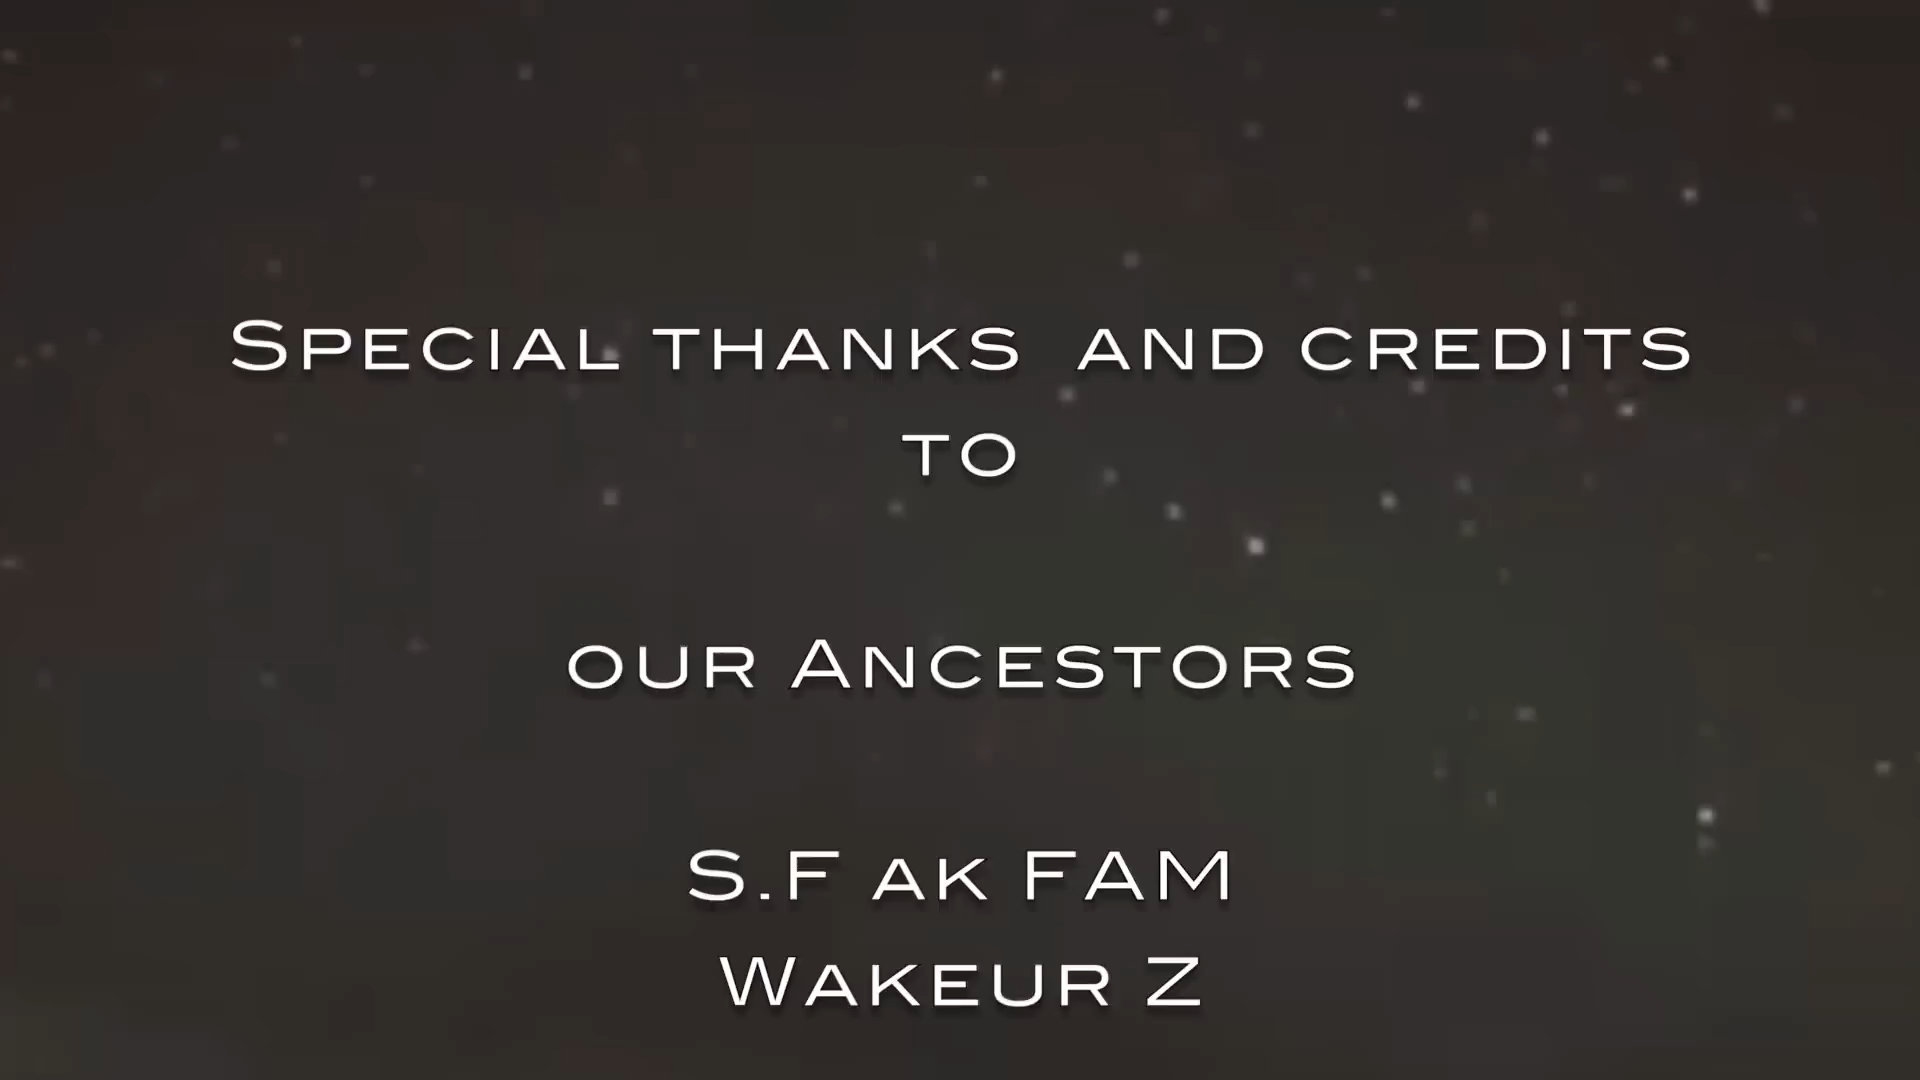 Special thanks and credits
to
our Ancestors
S.F ak FAM
Wakeur Z